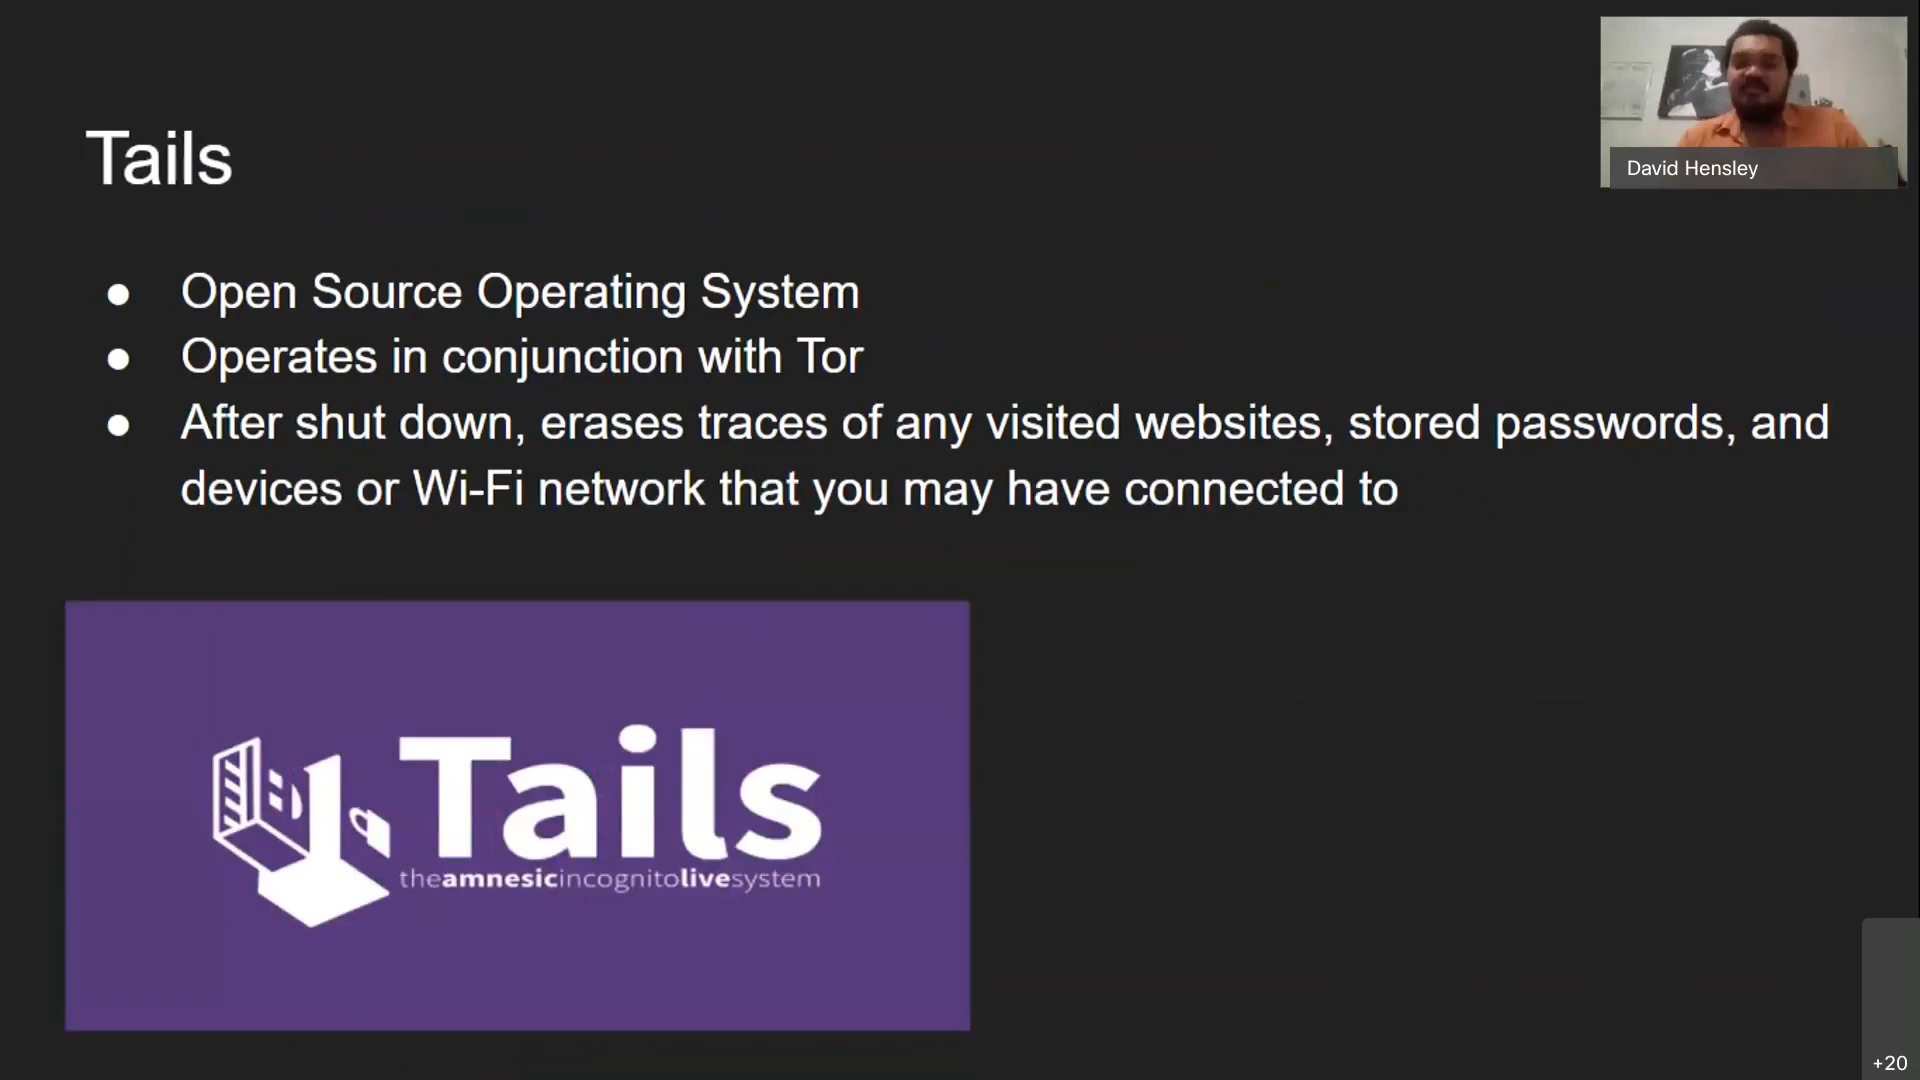 Tails
David Hensley
● Open Source Operating System
● Operates in conjunction with Tor
● After shut down, erases traces of any visited websites, stored passwords, and
devices or Wi-Fi network that you may have connected to
Tails
theamnesicincognitolivesystem
+20